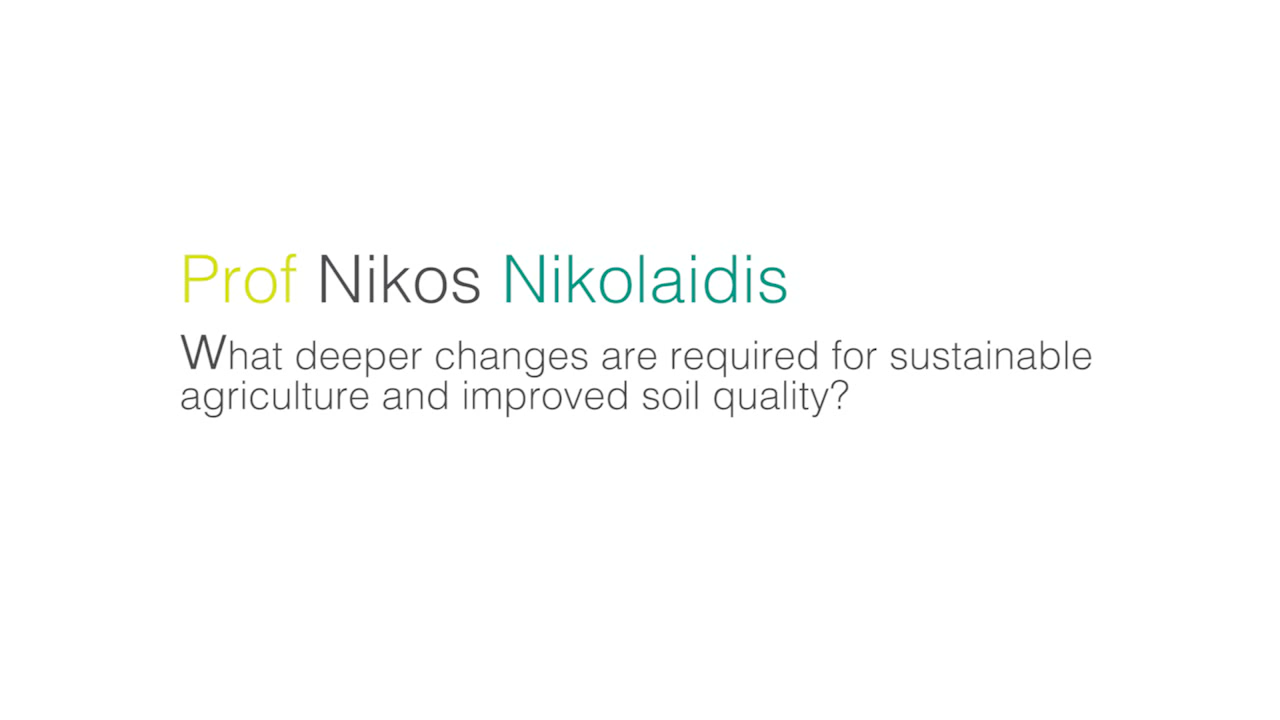 Prof Nikos Nikolaidis
What deeper changes are required for sustainable
agriculture and improved soil quality?